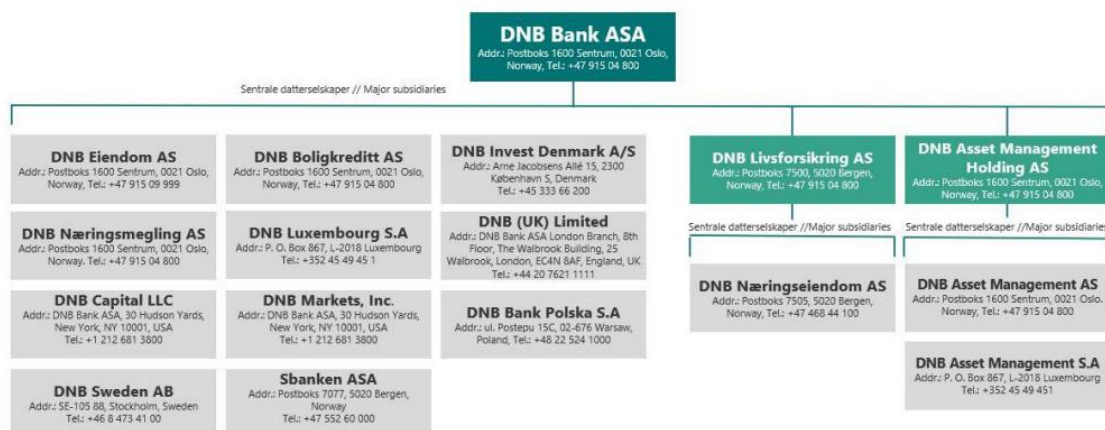 DNB Bank ASA
Addr.: Postboks 1600 Sentrum, 0021 Oslo,
Norway, Tel.: +47 915 04 800
Sentrale datterselskaper // Major subsidiaries
DNB Eiendom AS
Addr.: Postboks 1600 Sentrum, 0021 Oslo,
Norway, Tel.: +47 915 09 999
DNB Boligkreditt AS
Addr.: Postboks 1600 Sentrum, 0021 Oslo,
Norway, Tel.: +47 915 04 800
DNB Invest Denmark A/S
Addr.: Arne Jacobsens Allé 15, 2300
København S, Denmark
Tel.: +45 333 66 200
DNB Livsforsikring AS
Addr.: Postboks 7500, 5020 Bergen,
Norway, Tel.: +47 915 04 800
DNB Asset Management
Holding AS
Addr.: Postboks 1600 Sentrum, 0021 Oslo,
Norway, Tel.: +47 915 04 800
DNB Næringsmegling AS
Addr.: Postboks 1600 Sentrum, 0021 Oslo,
Norway. Tel.: +47 915 04 800
DNB Luxembourg S.A
Addr.: P. O. Box 867, L-2018 Luxembourg
Tel.: +352 45 49 45 1
DNB (UK) Limited
Addr.: DNB Bank ASA London Branch, 8th
Floor, The Walbrook Building, 25
Walbrook, London, EC4N 8AF, England, UK
Tel.: +44 20 7621 1111
Sentrale datterselskaper //Major subsidiaries
Sentrale datterselskaper //Major subsidiaries
DNB Capital LLC
Addr.: DNB Bank ASA, 30 Hudson Yards,
New York, NY 10001, USA
Tel.: +1 212 681 3800
DNB Markets, Inc.
Addr.: DNB Bank ASA, 30 Hudson Yards,
New York, NY 10001, USA
Tel.: +1 212 681 3800
DNB Bank Polska S.A
Addr.: ul. Postepu 15C, 02-676 Warsaw,
Poland, Tel.: +48 22 524 1000
DNB Næringseiendom AS
Addr.: Postboks 7505, 5020 Bergen,
Norway, Tel.: +47 468 44 100
DNB Asset Management AS
Addr.: Postboks 1600 Sentrum, 0021 Oslo.
Norway, Tel.: +47 915 04 800
DNB Sweden AB
Addr.: SE-105 88, Stockholm, Sweden
Tel.: +46 8 473 41 00
Sbanken ASA
Addr.: Postboks 7077, 5020 Bergen,
Norway
Tel.: +47 552 60 000
DNB Asset Management S.A
Addr.: P. O. Box 867, L-2018 Luxembourg
Tel.: +352 45 49 451